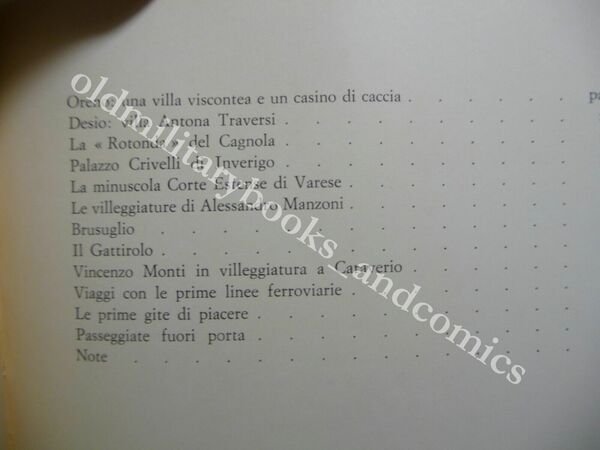 Oreno: una villa viscontea e un casino di caccia . . . . . pa
Desio: villa Antona Traversi . . . . . . . . .
La « Rotonda » del Cagnola . . . . . . . . .
Palazzo Crivelli di Inverigo . . . . . . . . .
La minuscola Corte Estense di Varese . . . . . . .
Le villeggiature di Alessandro Manzoni . . . . . . .
Brusuglio . . . . . . . . . . . . .
Il Gattirolo . . . . . . . . . . . .
Vincenzo Monti in villeggiatura a Caraverio . . . . .
Viaggi con le prime linee ferroviarie . . . . . . .
Le prime gite di piacere . . . . . . . . . .
Passeggiate fuori porta . . . . . . . . . .
Note . . . . . . . . . . . . . .
oldmilitarybooks_andcomics